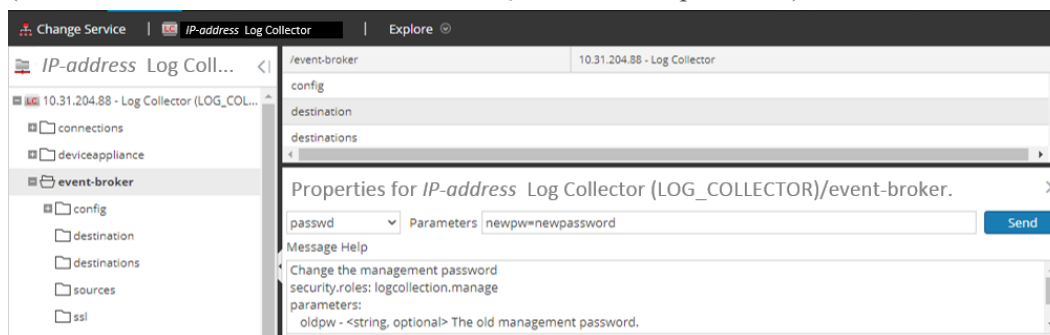 Change Service | LC IP-address Log Collector | Explore
IP-address Log Coll...
/event-broker 10.31.204.88 - Log Collector
config
destination
destinations
LC 10.31.204.88 - Log Collector (LOG_COL...
connections
deviceappliance
event-broker
config
destination
destinations
sources
ssl
Properties for IP-address Log Collector (LOG_COLLECTOR)/event-broker.
passwd Parameters newpw=newpassword Send
Message Help
Change the management password
security.roles: logcollection.manage
parameters:
oldpw - <string, optional> The old management password.